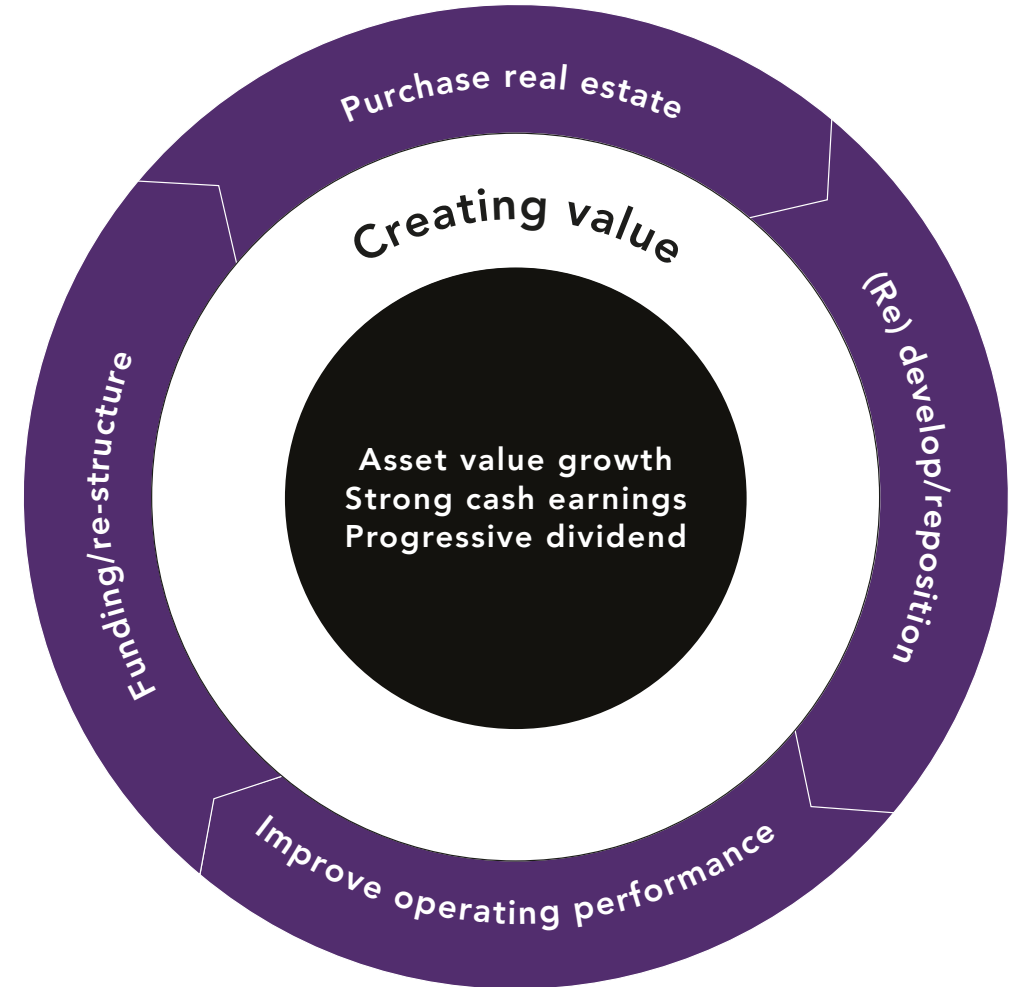 Purchase real estate
Creating value
(Re) develop/reposition
Funding/re-structure
Asset value growth
Strong cash earnings
Progressive dividend
Improve operating performance